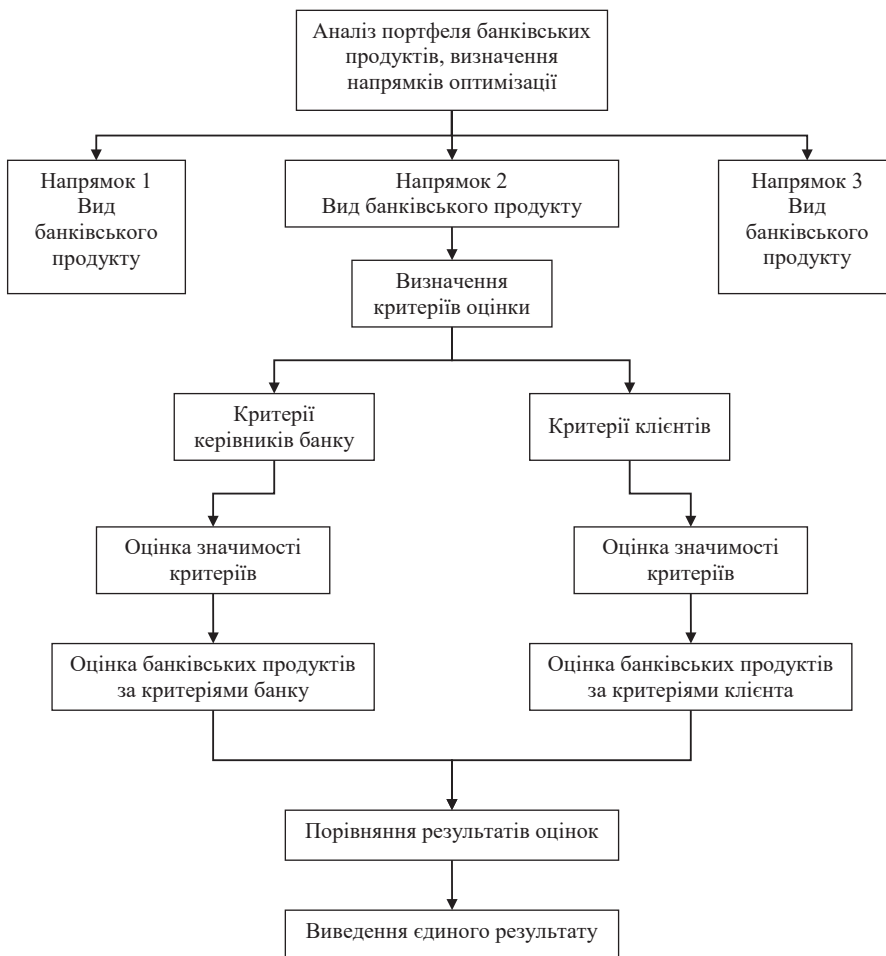 Аналіз портфеля банківських
продуктів, визначення
напрямків оптимізації
Напрямок 1
Вид
банківського
продукту
Напрямок 2
Вид банківського продукту
Напрямок 3
Вид
банківського
продукту
Визначення
критеріїв оцінки
Критерії
керівників банку
Критерії клієнтів
Оцінка значимості
критеріїв
Оцінка значимості
критеріїв
Оцінка банківських продуктів
за критеріями банку
Оцінка банківських продуктів
за критеріями клієнта
Порівняння результатів оцінок
Виведення єдиного результату